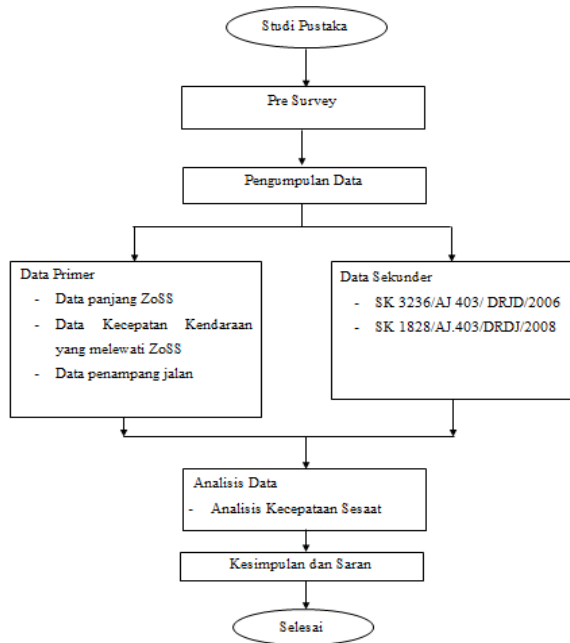 Studi Pustaka
Pre Survey
Pengumpulan Data
Data Primer
- Data panjang ZoSS
- Data Kecepatan Kendaraan
yang melewati ZoSS
- Data penampang jalan
Data Sekunder
- SK 3236/AJ 403/ DRJD/2006
- SK 1828/AJ.403/DRDJ/2008
Analisis Data
- Analisis Kecepataan Sesaat
Kesimpulan dan Saran
Selesai